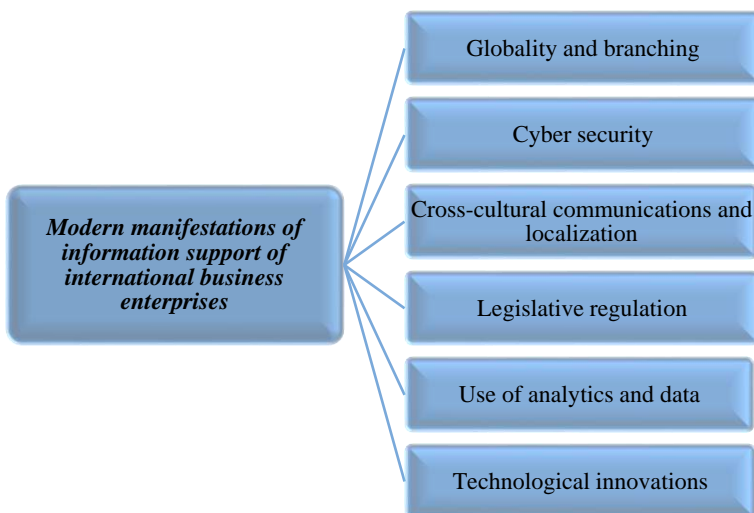 Globality and branching
Cyber security
Modern manifestations of
information support of
international business
enterprises
Cross-cultural communications and
localization
Legislative regulation
Use of analytics and data
Technological innovations